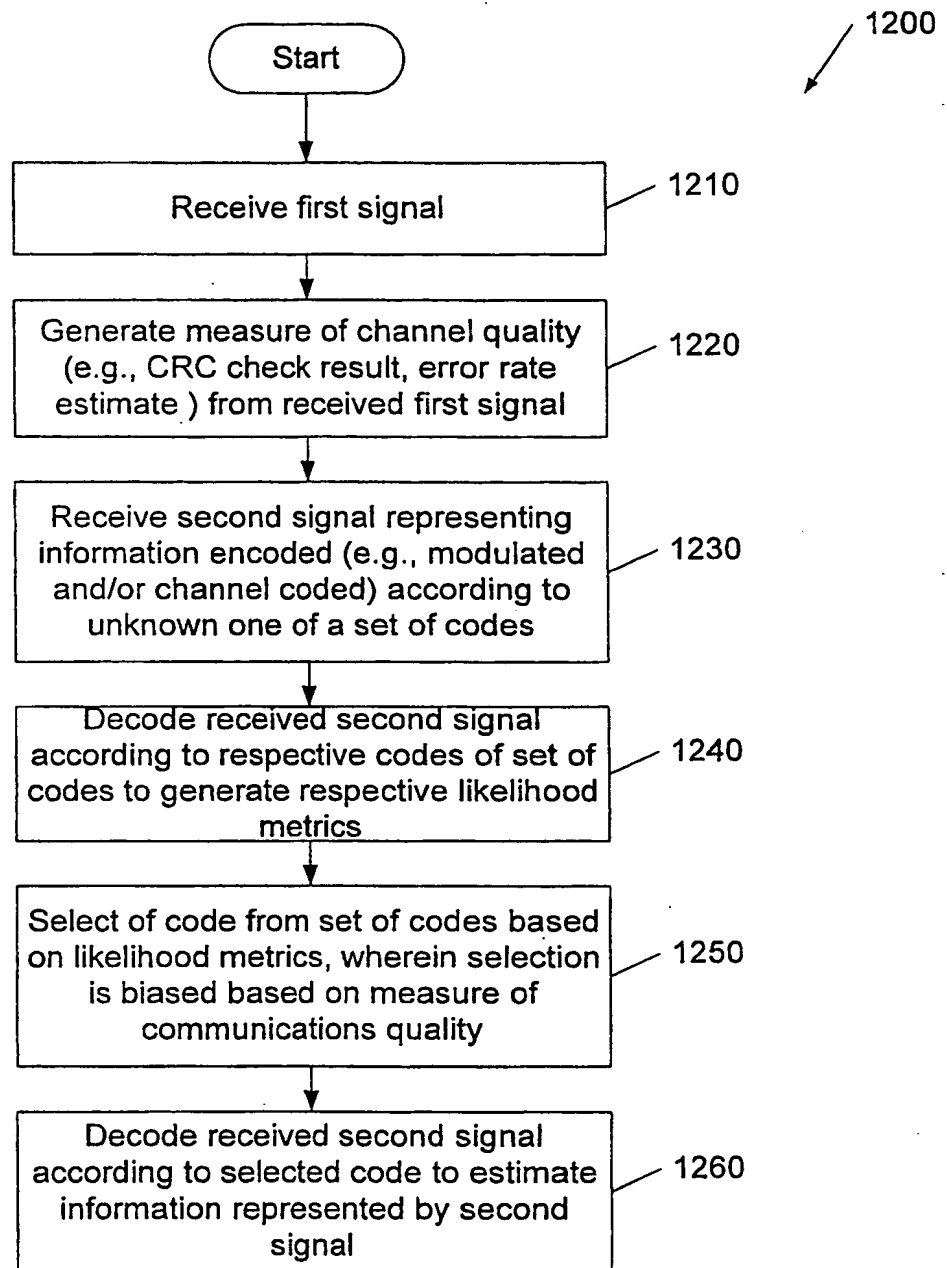 1200
Start
Receive first signal
1210
Generate measure of channel quality
(e.g., CRC check result, error rate
estimate ) from received first signal
1220
Receive second signal representing
information encoded (e.g., modulated
and/or channel coded) according to
unknown one of a set of codes
1230
Decode received second signal
according to respective codes of set of
codes to generate respective likelihood
metrics
1240
Select of code from set of codes based
on likelihood metrics, wherein selection
is biased based on measure of
communications quality
1250
Decode received second signal
according to selected code to estimate
information represented by second
signal
1260